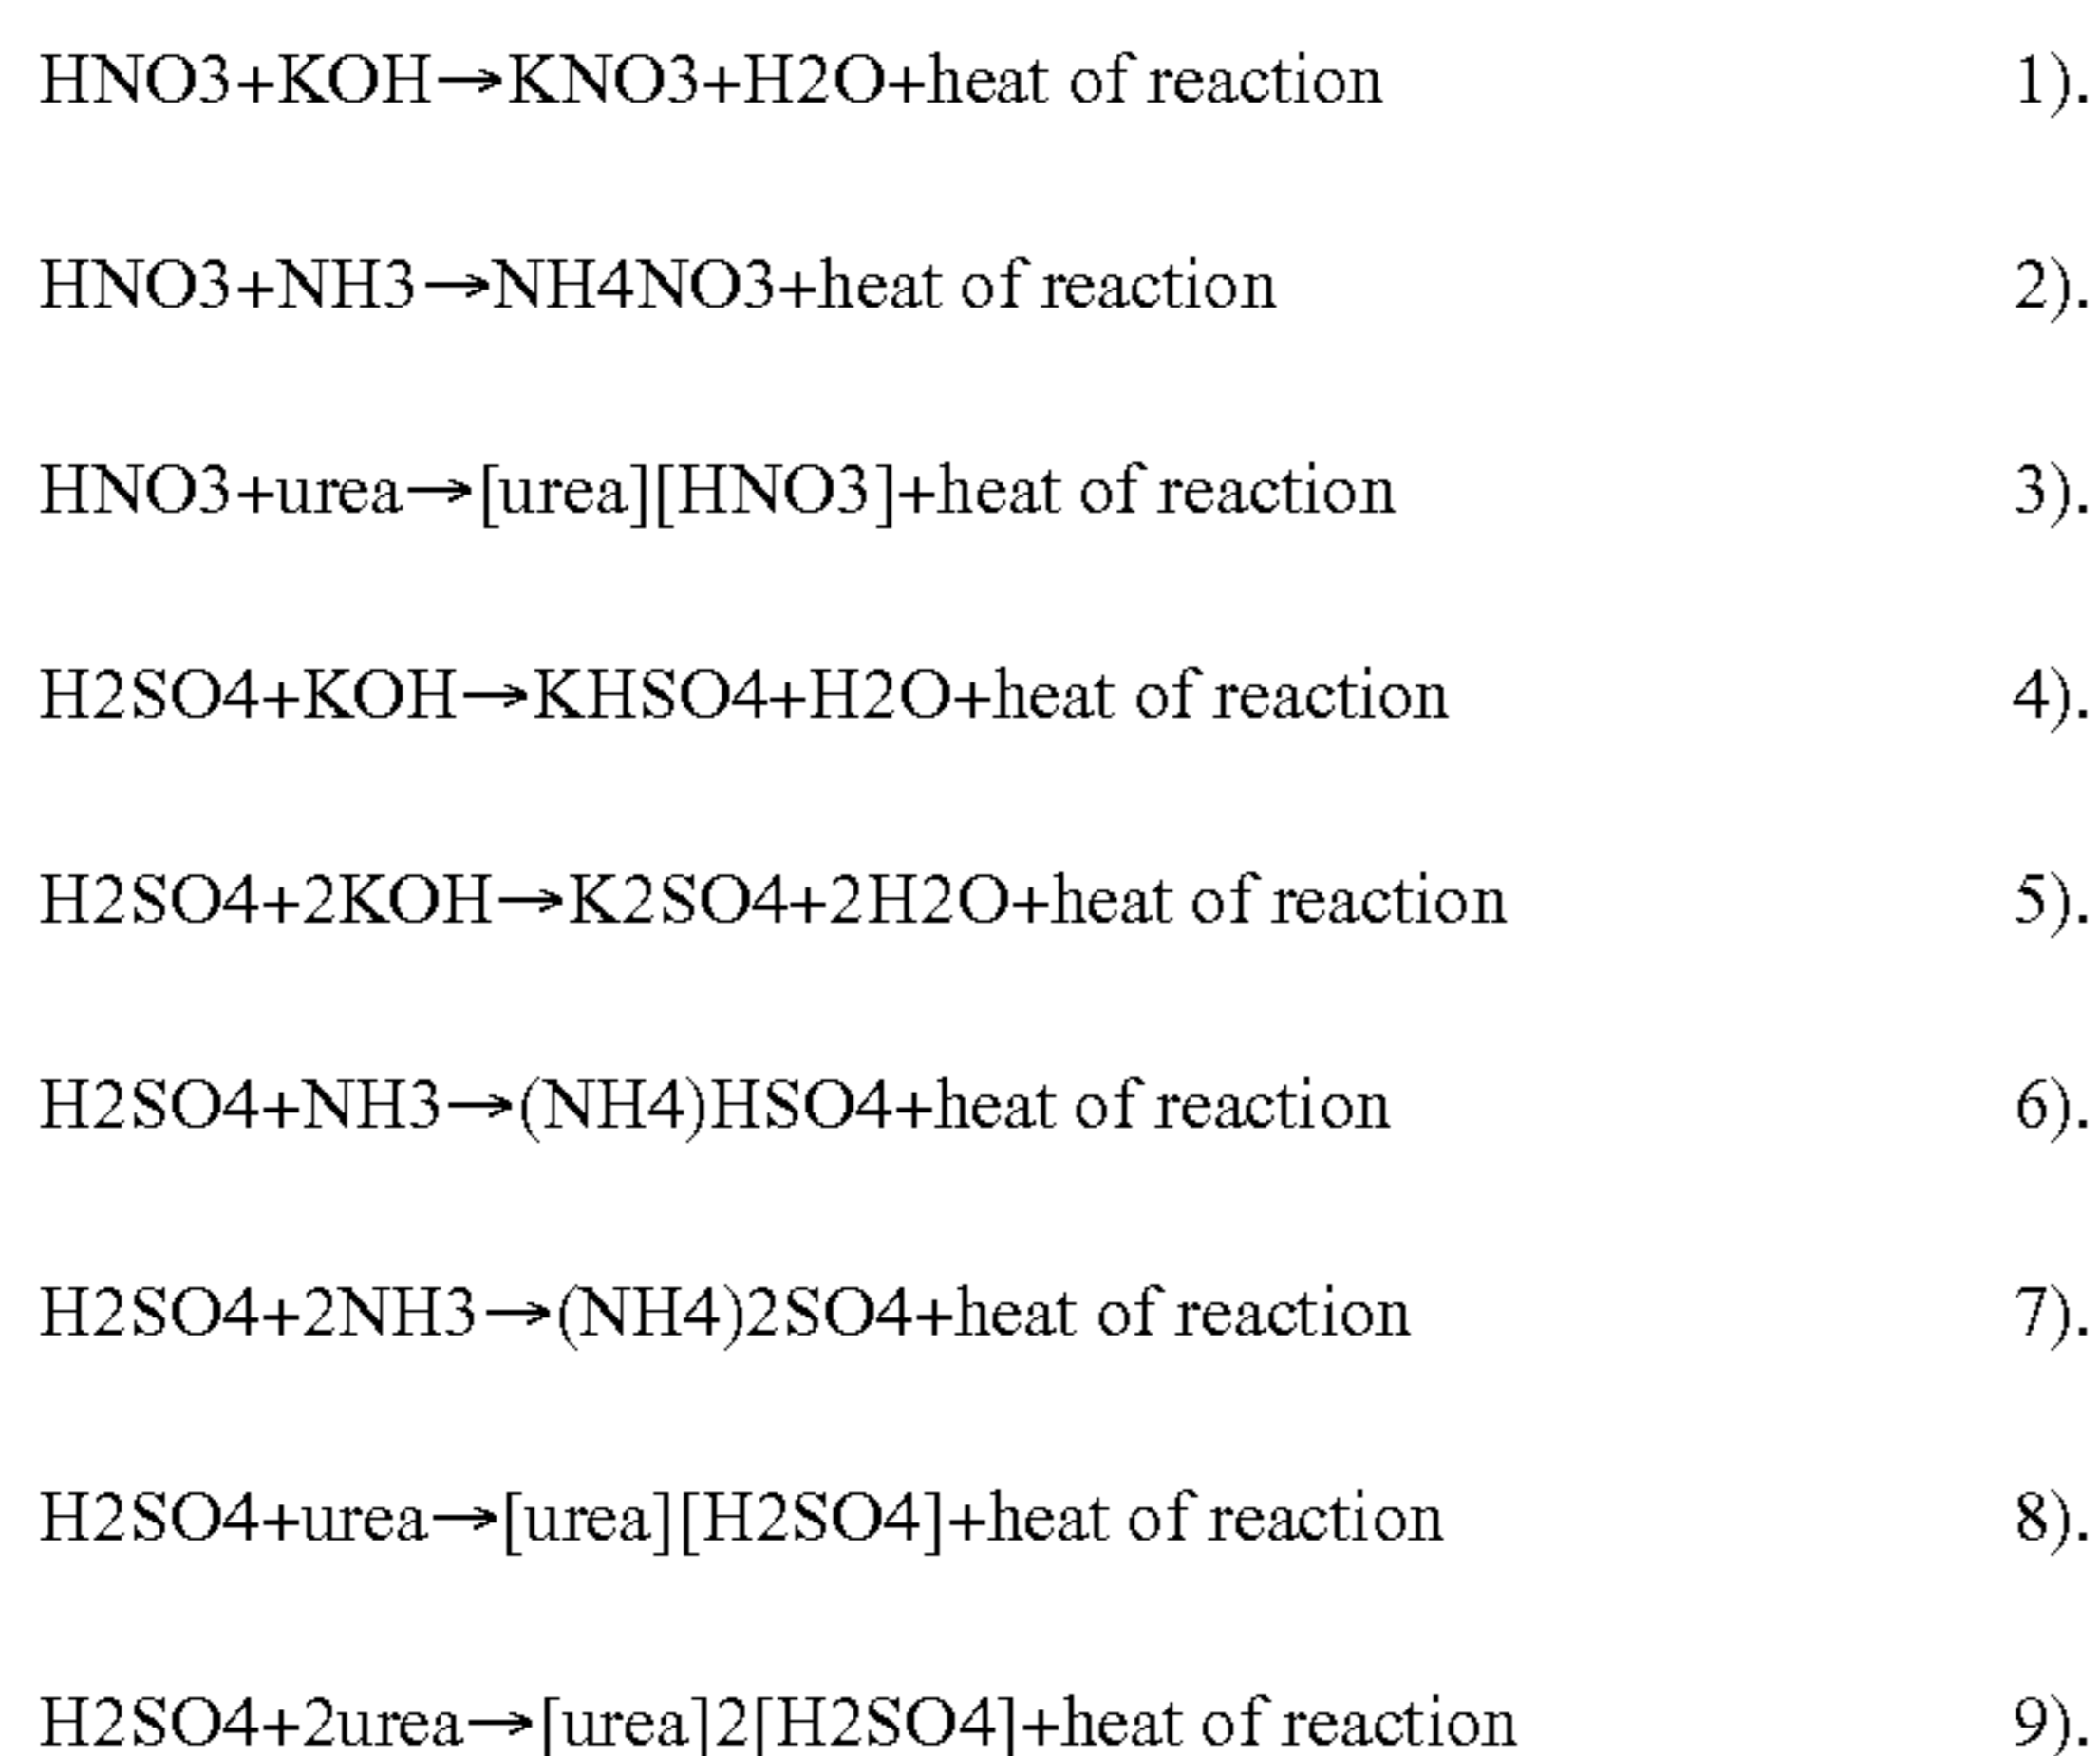 HNO3+KOH→KNO3+H2O+heat of reaction 1).
HNO3+NH3→NH4NO3+heat of reaction 2).
HNO3+urea→[urea][HNO3]+heat of reaction 3).
H2SO4+KOH→KHSO4+H2O+heat of reaction 4).
H2SO4+2KOH→K2SO4+2H2O+heat of reaction 5).
H2SO4+NH3→(NH4)HSO4+heat of reaction 6).
H2SO4+2NH3→(NH4)2SO4+heat of reaction 7).
H2SO4+urea→[urea][H2SO4]+heat of reaction 8).
H2SO4+2urea→[urea]2[H2SO4]+heat of reaction 9).